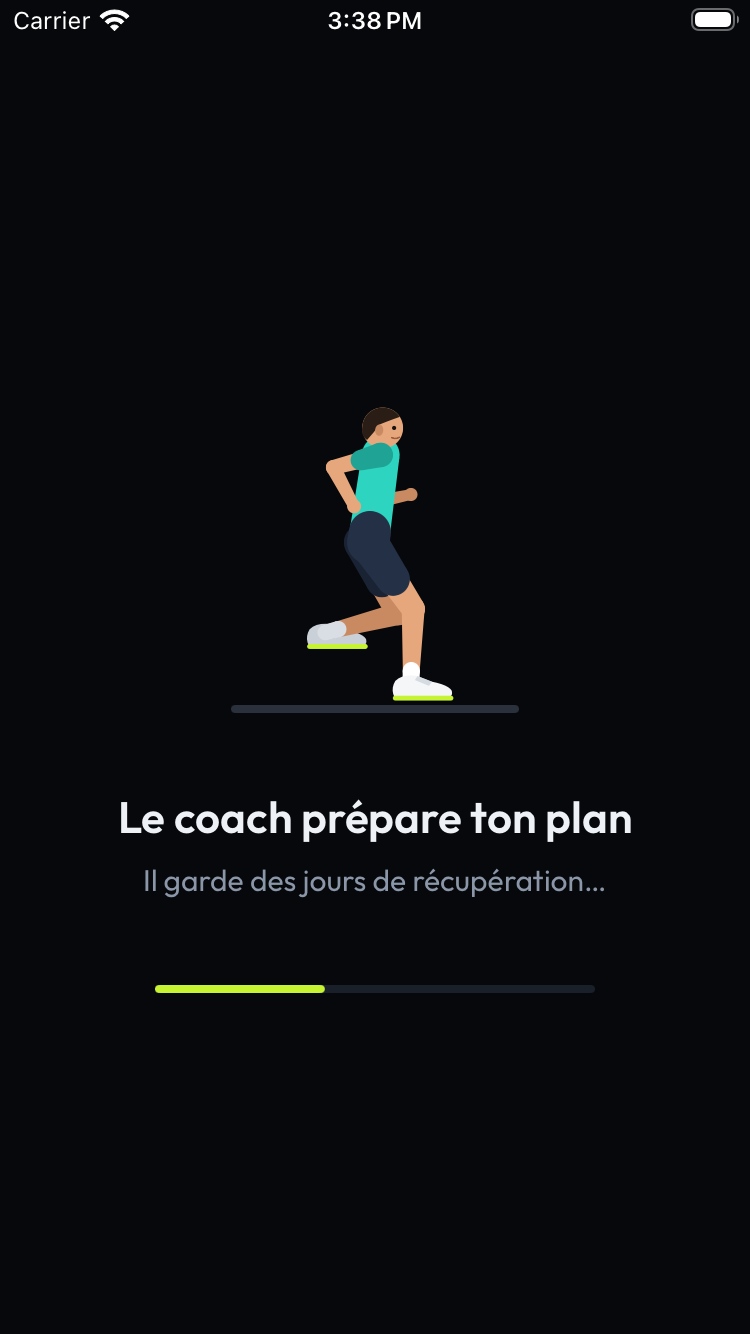 Carrier 3:38 PM
Le coach prépare ton plan
Il garde des jours de récupération...